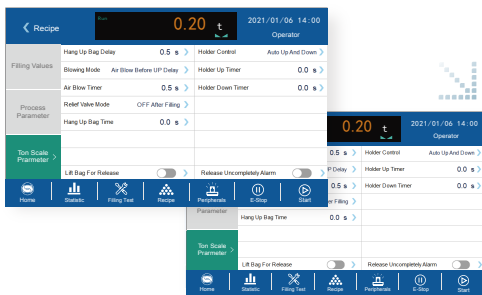 Recipe
Run
0.20 t
2021/01/06 14:00
Operator
Filling Values
Process
Parameter
Ton Scale
Prarmeter
Hang Up Bag Delay 0.5 s
Holder Control Auto Up And Down
Blowing Mode Air Blow Before UP Delay
Holder Up Timer 0.0 s
Air Blow Timer 0.5 s
Holder Down Timer 0.0 s
Relief Valve Mode OFF After Filling
Hang Up Bag Time 0.0 s
Lift Bag For Release
Release Uncompletely Alarm
Home
Statistic
Filling Test
Recipe
Peripherals
E-Stop
Start
0.20 t
2021/01/06 14:00
Operator
0.5 s
Holder Control Auto Up And Down
P Delay
Holder Up Timer 0.0 s
0.5 s
Holder Down Timer 0.0 s
er Filling
Parameter
Hang Up Bag Time 0.0 s
Ton Scale
Prarmeter
Lift Bag For Release
Release Uncompletely Alarm
Home
Statistic
Filling Test
Recipe
Peripherals
E-Stop
Start